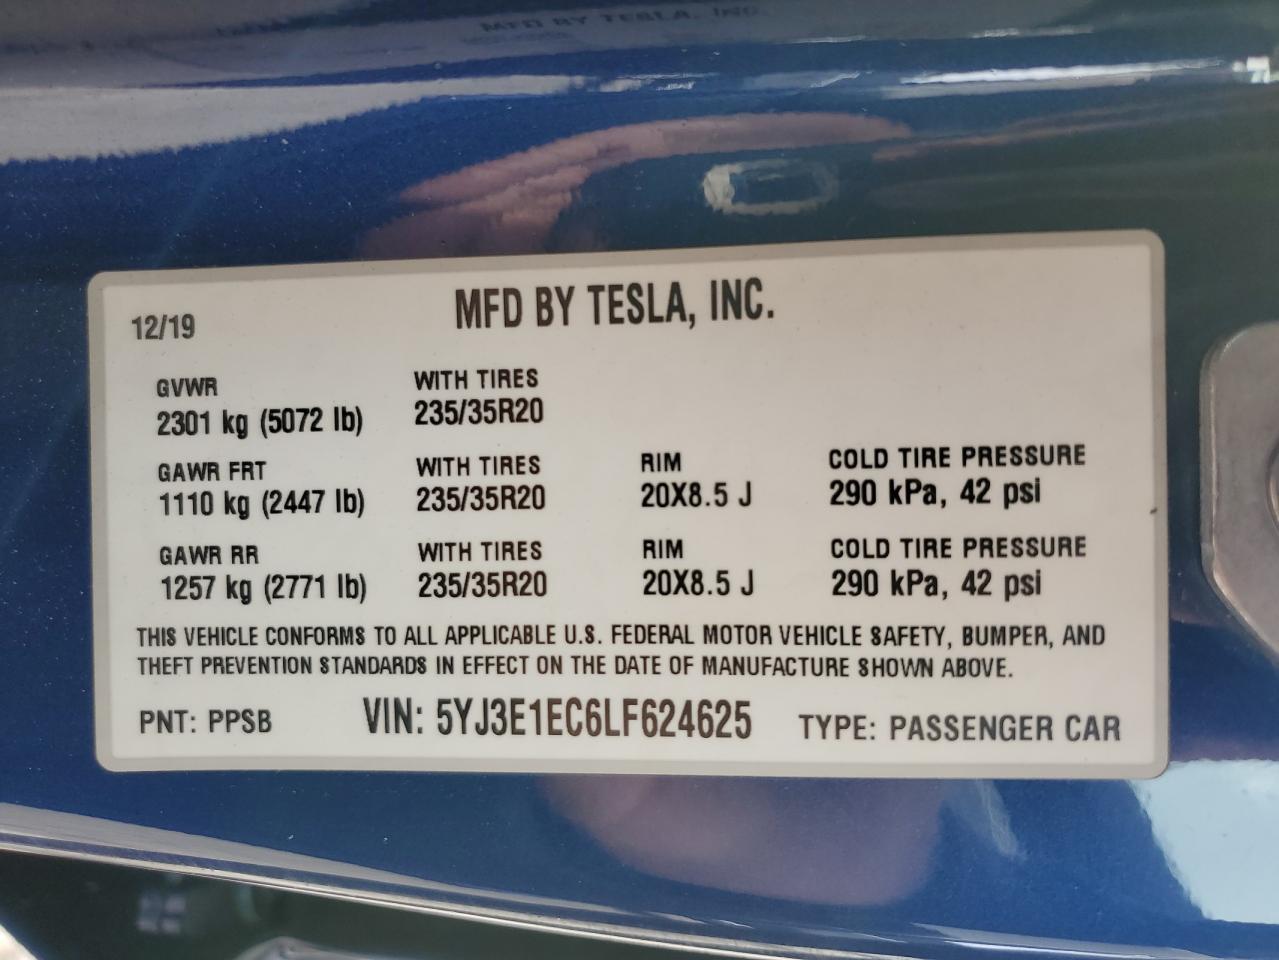 MFD BY TESLA, INC.
12/19 MFD BY TESLA, INC.
GVWR WITH TIRES
2301 kg (5072 lb) 235/35R20
GAWR FRT WITH TIRES RIM COLD TIRE PRESSURE
1110 kg (2447 lb) 235/35R20 20X8.5 J 290 kPa, 42 psi
GAWR RR WITH TIRES RIM COLD TIRE PRESSURE
1257 kg (2771 lb) 235/35R20 20X8.5 J 290 kPa, 42 psi
THIS VEHICLE CONFORMS TO ALL APPLICABLE U.S. FEDERAL MOTOR VEHICLE SAFETY, BUMPER, AND
THEFT PREVENTION STANDARDS IN EFFECT ON THE DATE OF MANUFACTURE SHOWN ABOVE.
PNT: PPSB VIN: 5YJ3E1EC6LF624625 TYPE: PASSENGER CAR